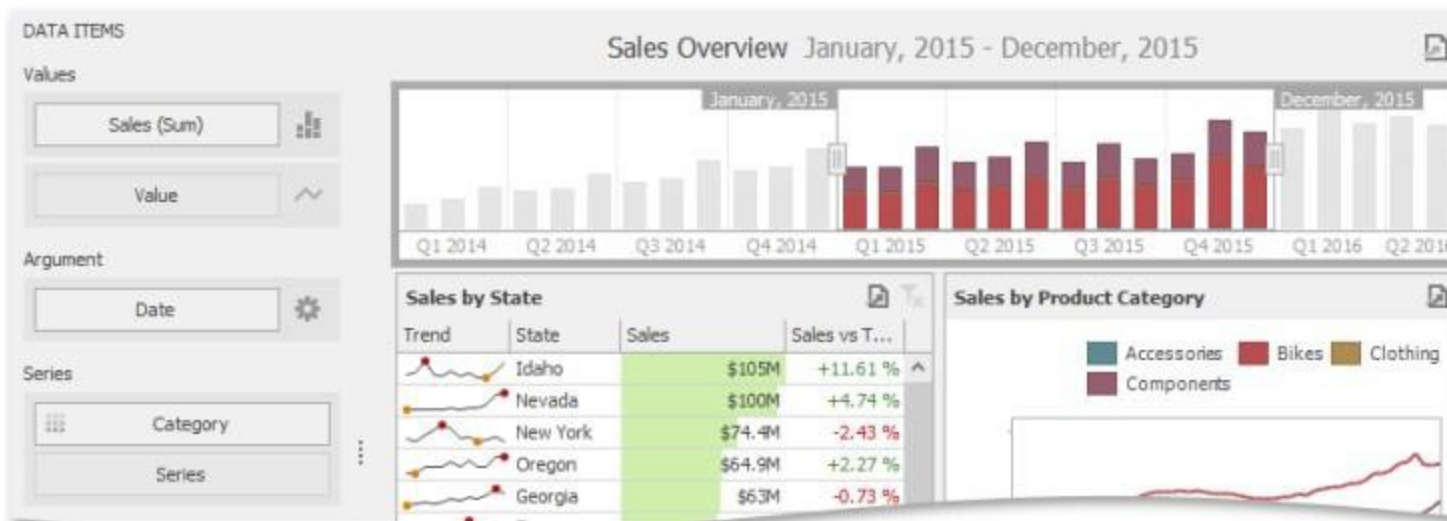 DATA ITEMS
Values
Sales (Sum)
Value
Argument
Date
Series
Category
Series
Sales Overview January, 2015 - December, 2015
January, 2015 December, 2015
Q1 2014 Q2 2014 Q3 2014 Q4 2014 Q1 2015 Q2 2015 Q3 2015 Q4 2015 Q1 2016 Q2
Sales by State
Trend State Sales Sales vs T...
Idaho $105M +11.61 %
Nevada $100M +4.74 %
New York $74.4M -2.43 %
Oregon $64.9M +2.27 %
Georgia $63M -0.73 %
Sales by Product Category
Accessories Bikes Clothing
Components